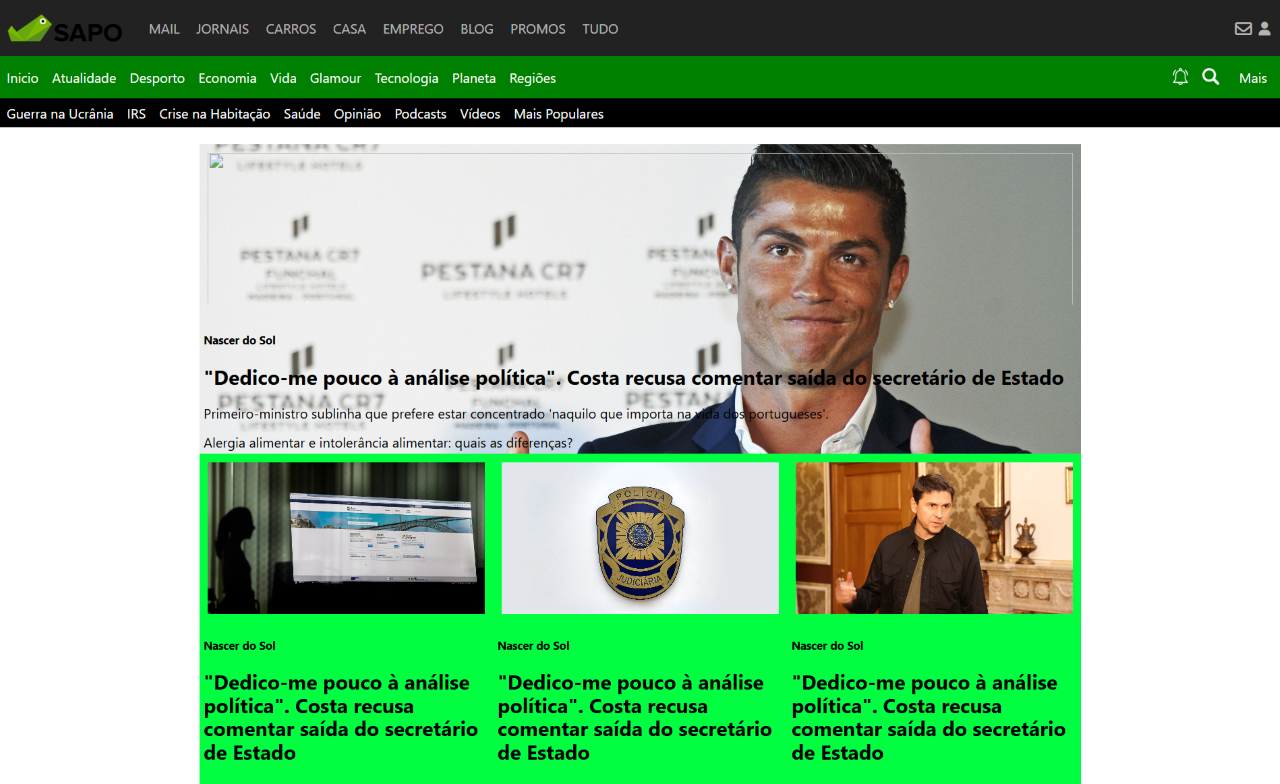 SAPO MAIL JORNAIS CARROS CASA EMPREGO BLOG PROMOS TUDO
Inicio Atualidade Desporto Economia Vida Glamour Tecnologia Planeta Regiões Mais
Guerra na Ucrânia IRS Crise na Habitação Saúde Opinião Podcasts Vídeos Mais Populares
PESTANA CR7
LIFESTYLE HOTELS
PESTANA CR7 PESTANA CR7
FUNCHAL FUNCHAL
LIFESTYLE HOTELS
Nascer do Sol
"Dedico-me pouco à análise política". Costa recusa comentar saída do secretário de Estado
Primeiro-ministro sublinha que prefere estar concentrado 'naquilo que importa na vida dos portugueses'.
Alergia alimentar e intolerância alimentar: quais as diferenças?
POLÍCIA
JUDICIÁRIA
Nascer do Sol
"Dedico-me pouco à análise
política". Costa recusa
comentar saída do secretário
de Estado
Nascer do Sol
"Dedico-me pouco à análise
política". Costa recusa
comentar saída do secretário
de Estado
Nascer do Sol
"Dedico-me pouco à análise
política". Costa recusa
comentar saída do secretário
de Estado